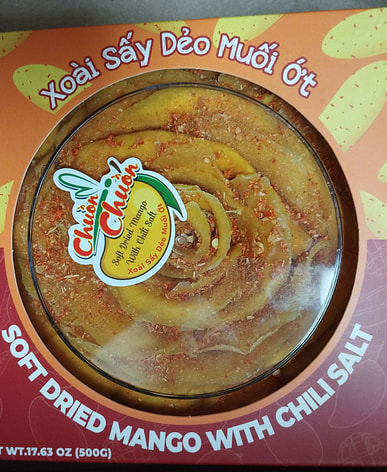 Xoài Sấy Dẻo Muối Ớt
Chuồn
Chuồn
Soft Dried Mango
With Chili Salt
Xoài Sấy Dẻo Muối Ớt
SOFT DRIED MANGO WITH CHILI SALT
T WT.17.63 OZ (500G)